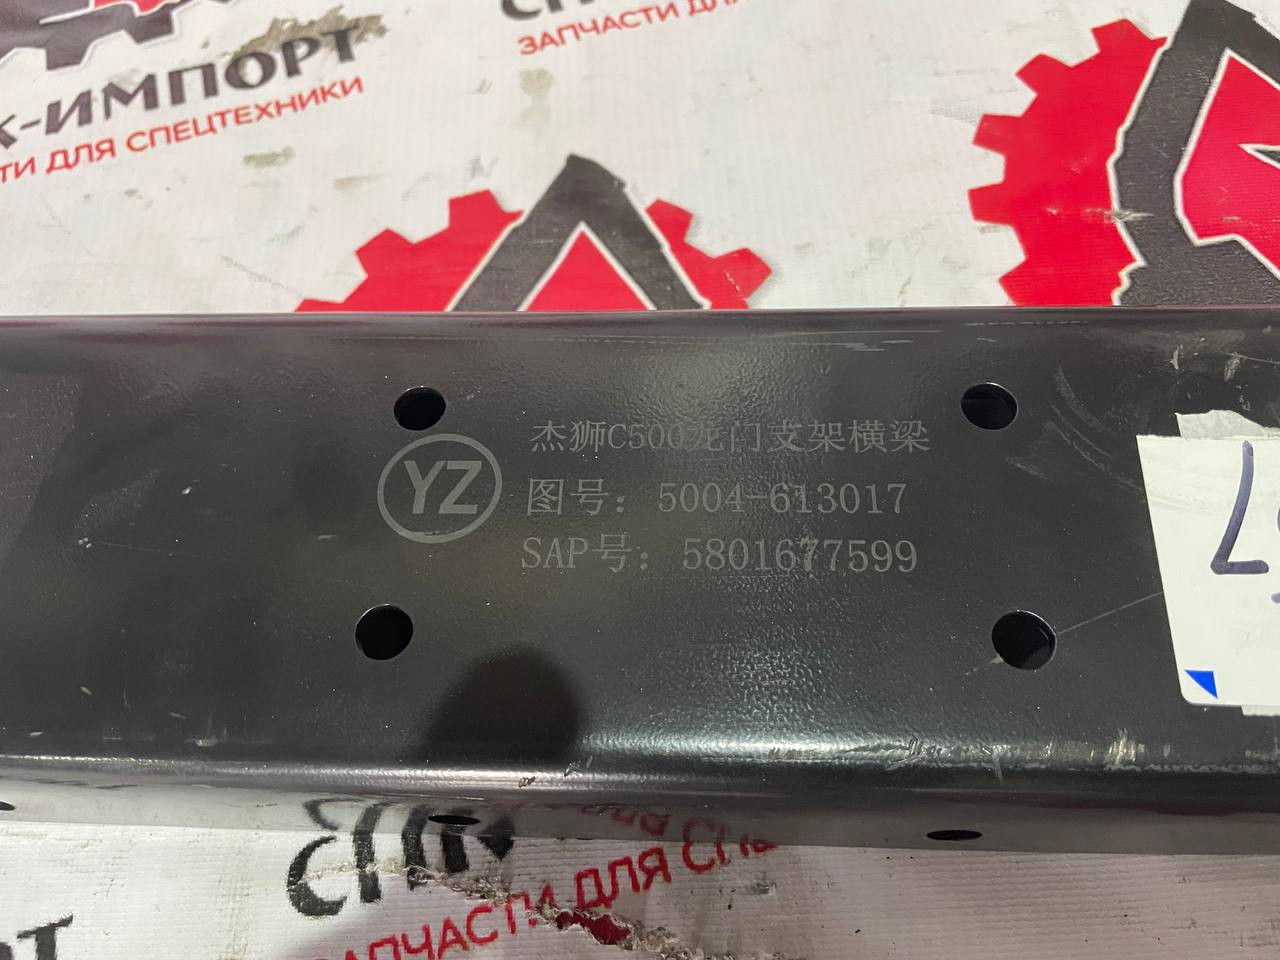 К-ИМПОРТ
ТИ ДЛЯ СПЕЦТЕХНИКИ
ЗАПЧАСТИ ДЛЯ
杰狮C500龙门支架横梁
YZ
图号：5004-613017
SAP号：5801677599
ЗАПЧАСТИ ДЛЯ СПЕ